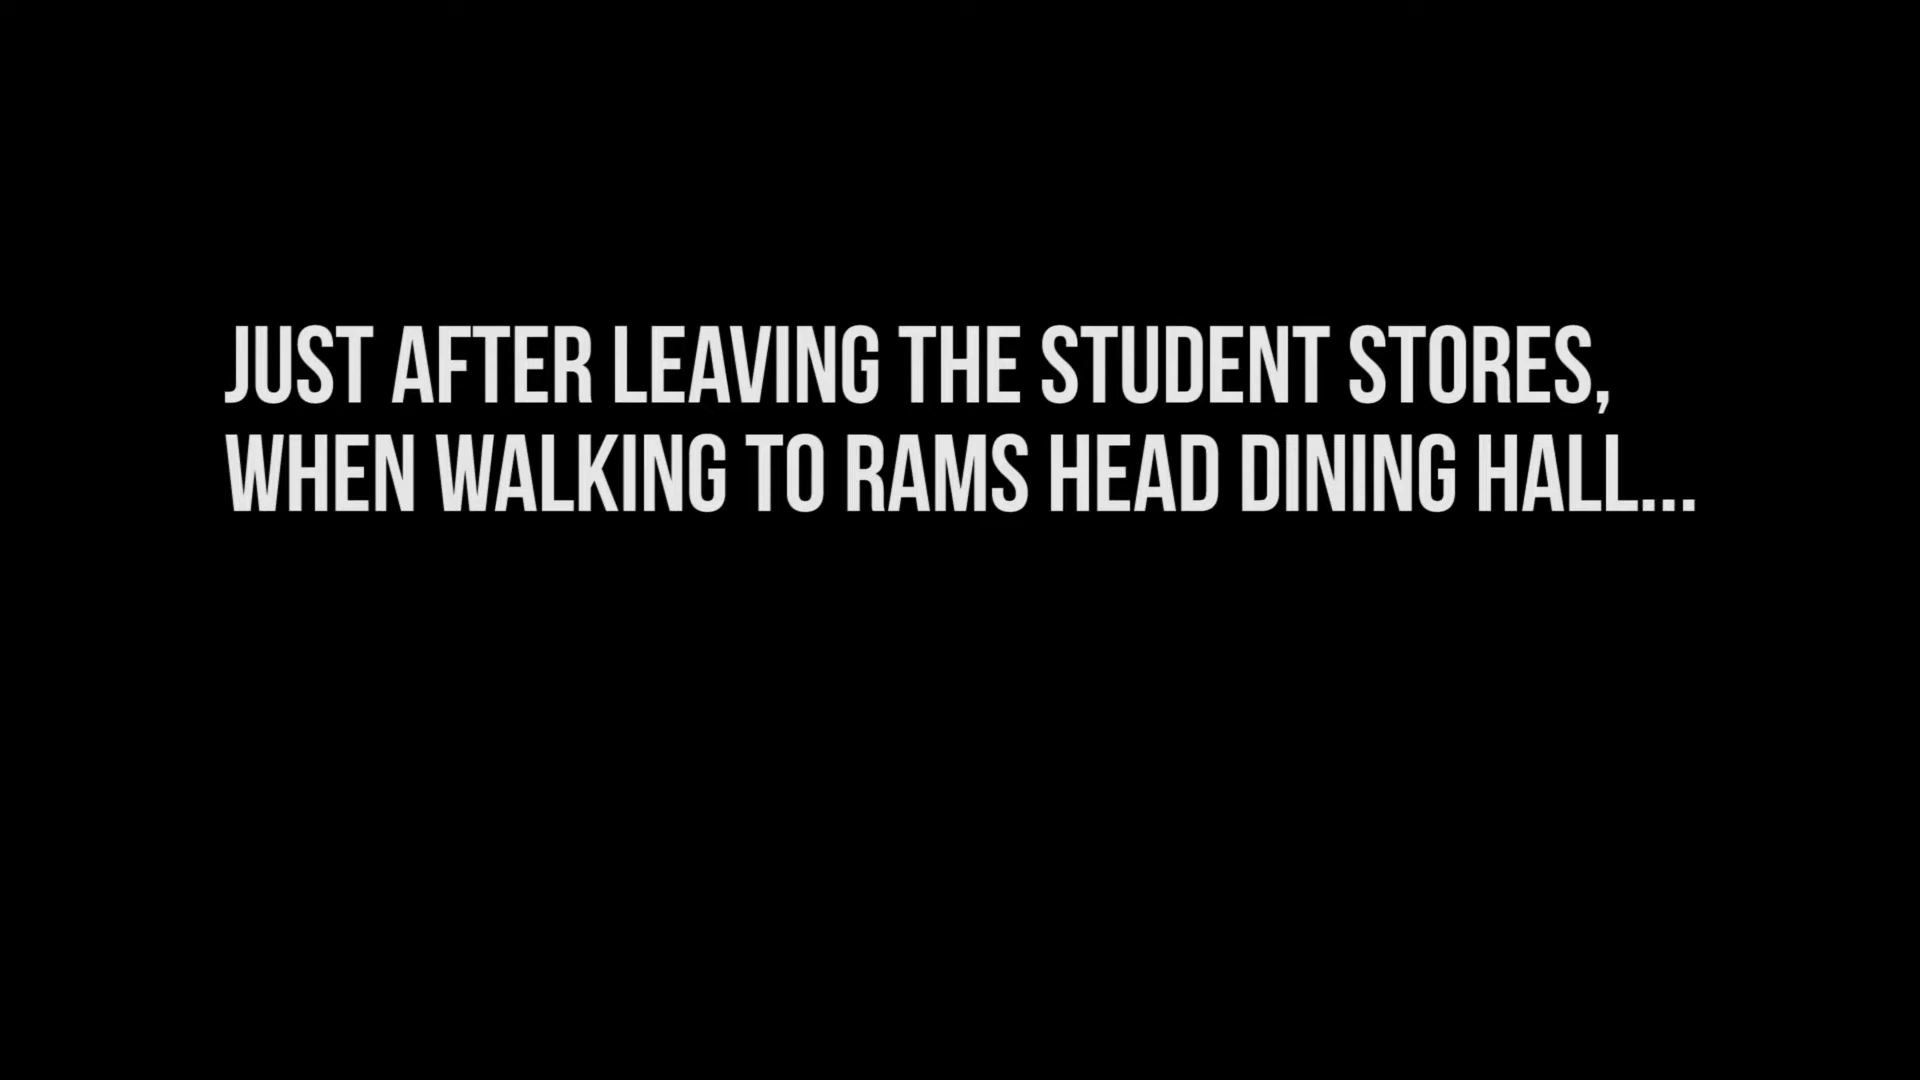 JUST AFTER LEAVING THE STUDENT STORES,
WHEN WALKING TO RAMS HEAD DINING HALL...